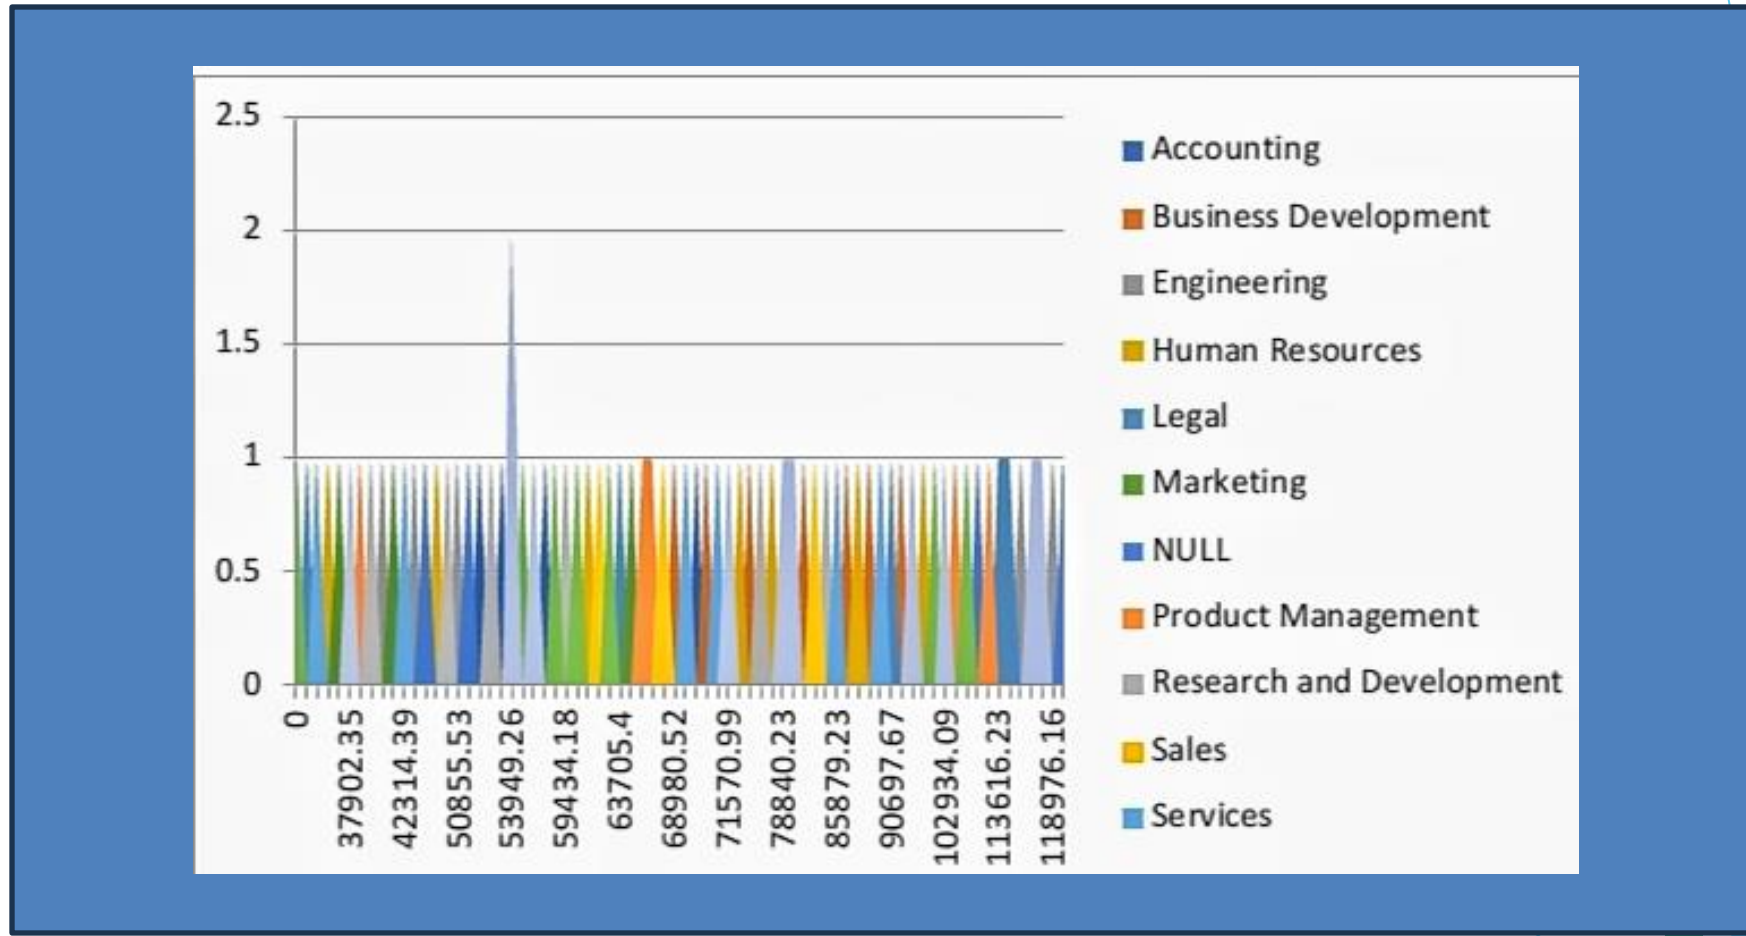 2.5
2
1.5
1
0.5
0
0
37902.35
42314.39
50855.53
53949.26
59434.18
63705.4
68980.52
71570.99
78840.23
85879.23
90697.67
102934.09
113616.23
118976.16
Accounting
Business Development
Engineering
Human Resources
Legal
Marketing
NULL
Product Management
Research and Development
Sales
Services